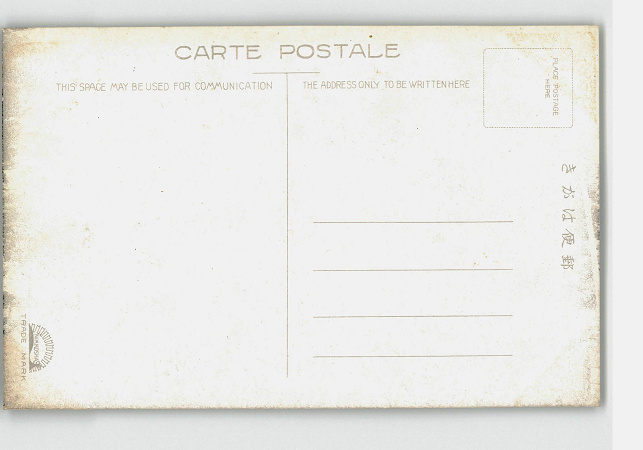 CARTE POSTALE
THIS SPACE MAY BE USED FOR COMMUNICATION
THE ADDRESS ONLY TO BE WRITTEN HERE
PLACE POSTAGE
HERE
きがは便郵
TRADE MARK